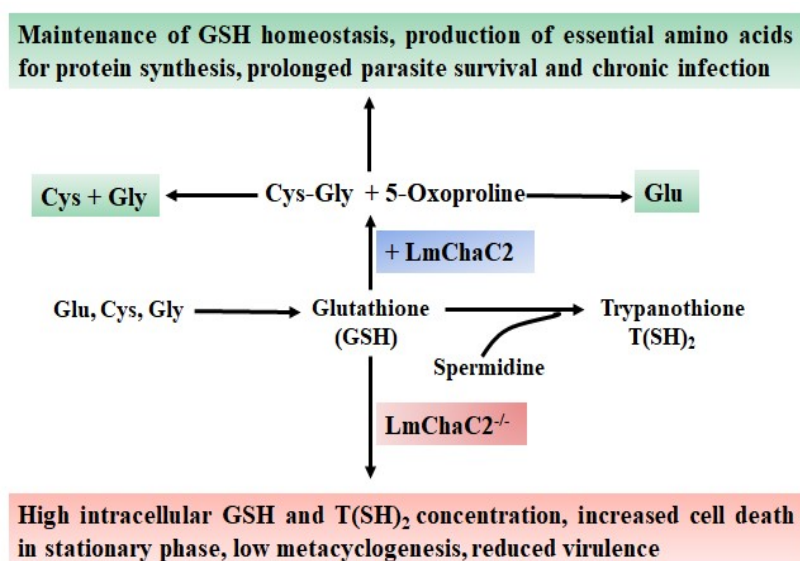 Maintenance of GSH homeostasis, production of essential amino acids
for protein synthesis, prolonged parasite survival and chronic infection
Cys + Gly
Cys-Gly + 5-Oxoproline
Glu
+ LmChaC2
Glu, Cys, Gly
Glutathione
(GSH)
Trypanothione
T(SH)₂
Spermidine
LmChaC2⁻/⁻
High intracellular GSH and T(SH)₂ concentration, increased cell death
in stationary phase, low metacyclogenesis, reduced virulence